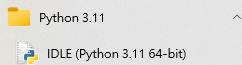 Python 3.11
IDLE (Python 3.11 64-bit)